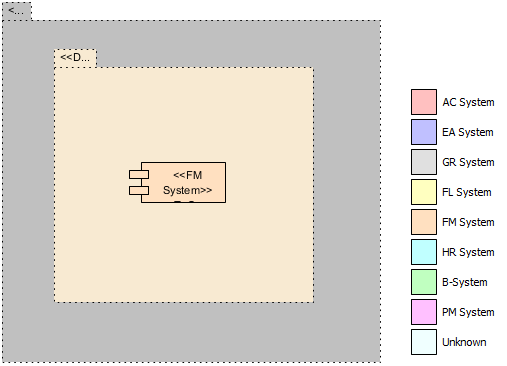 <...
<<D...
<<FM
System>>
AC System
EA System
GR System
FL System
FM System
HR System
B-System
PM System
Unknown